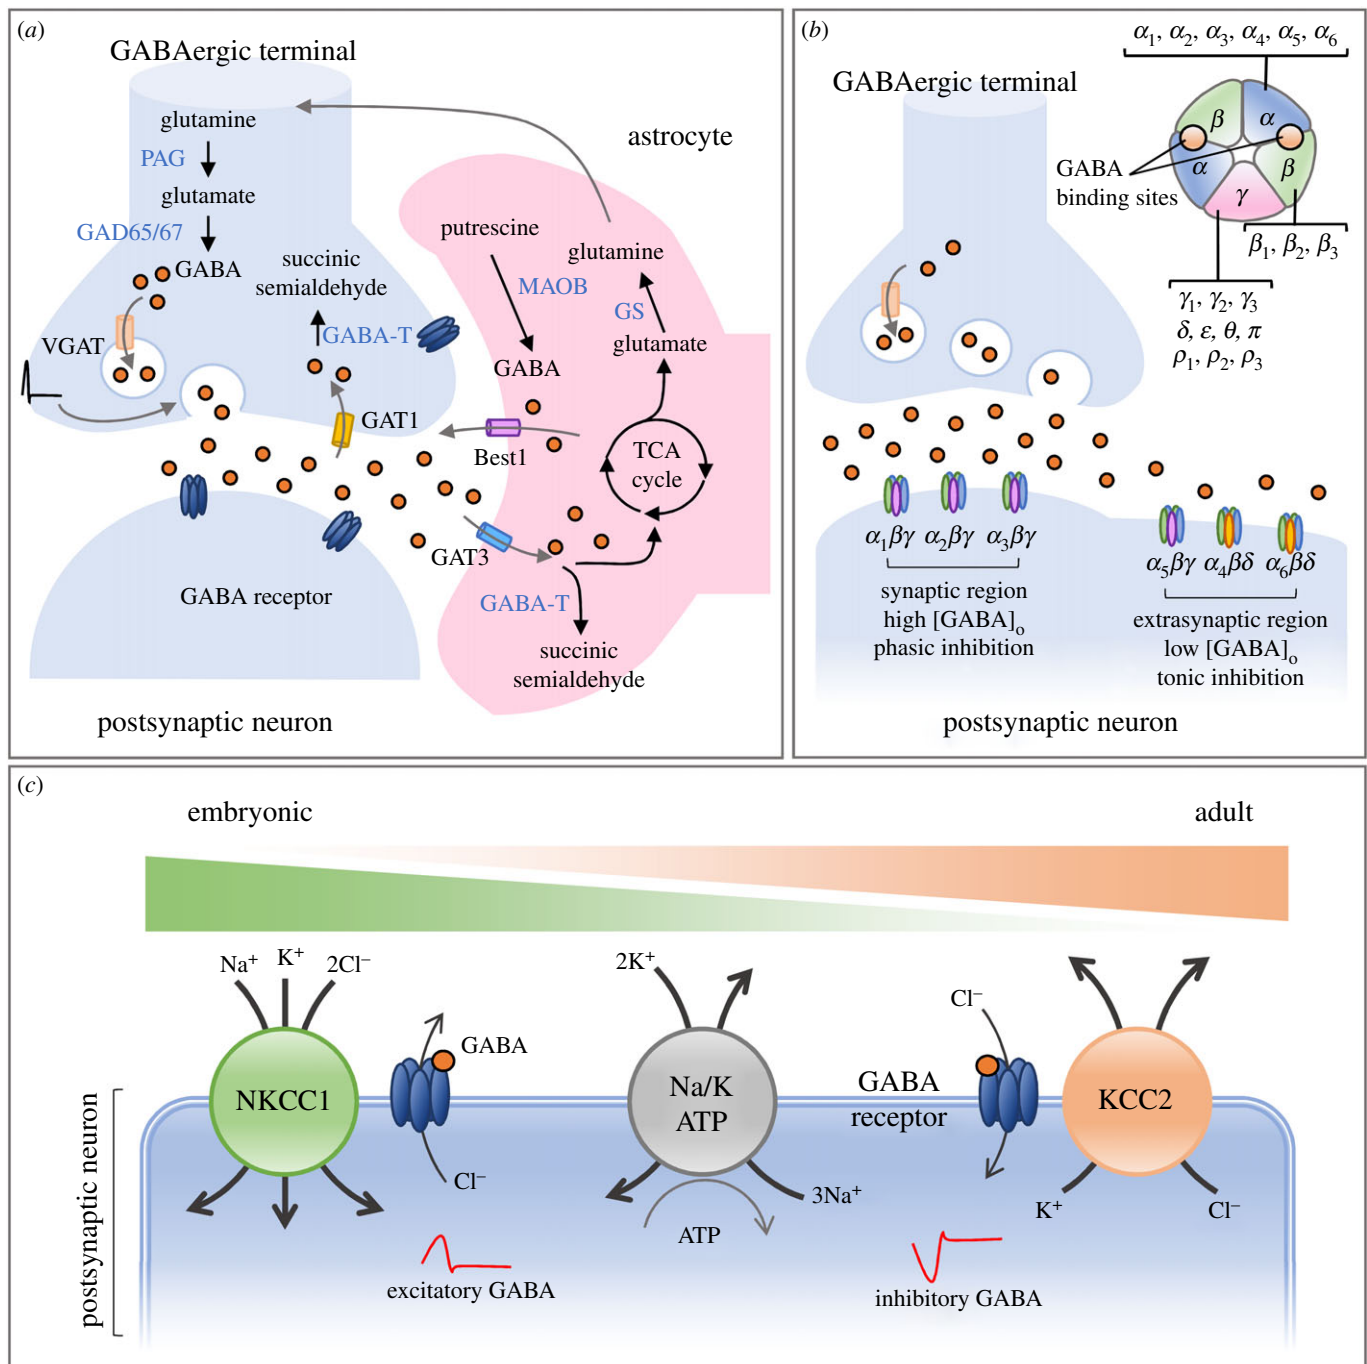 (a)
GABAergic terminal
glutamine
PAG
glutamate
GAD65/67
GABA
succinic
semialdehyde
GABA-T
VGAT
GAT1
astrocyte
putrescine
MAOB
GABA
glutamine
GS
glutamate
Best1
TCA
cycle
GAT3
GABA-T
succinic
semialdehyde
GABA receptor
postsynaptic neuron
(b)
GABAergic terminal
α₁, α₂, α₃, α₄, α₅, α₆
β
α
α
β
γ
GABA
binding sites
β₁, β₂, β₃
γ₁, γ₂, γ₃
δ, ε, θ, π
ρ₁, ρ₂, ρ₃
α₁βγ α₂βγ α₃βγ
synaptic region
high [GABA]ₒ
phasic inhibition
α₅βγ α₄βδ α₆βδ
extrasynaptic region
low [GABA]ₒ
tonic inhibition
postsynaptic neuron
(c)
embryonic
adult
Na⁺ K⁺ 2Cl⁻
NKCC1
GABA
Cl⁻
excitatory GABA
2K⁺
Na/K
ATP
3Na⁺
ATP
GABA
receptor
Cl⁻
inhibitory GABA
KCC2
K⁺
Cl⁻
postsynaptic neuron